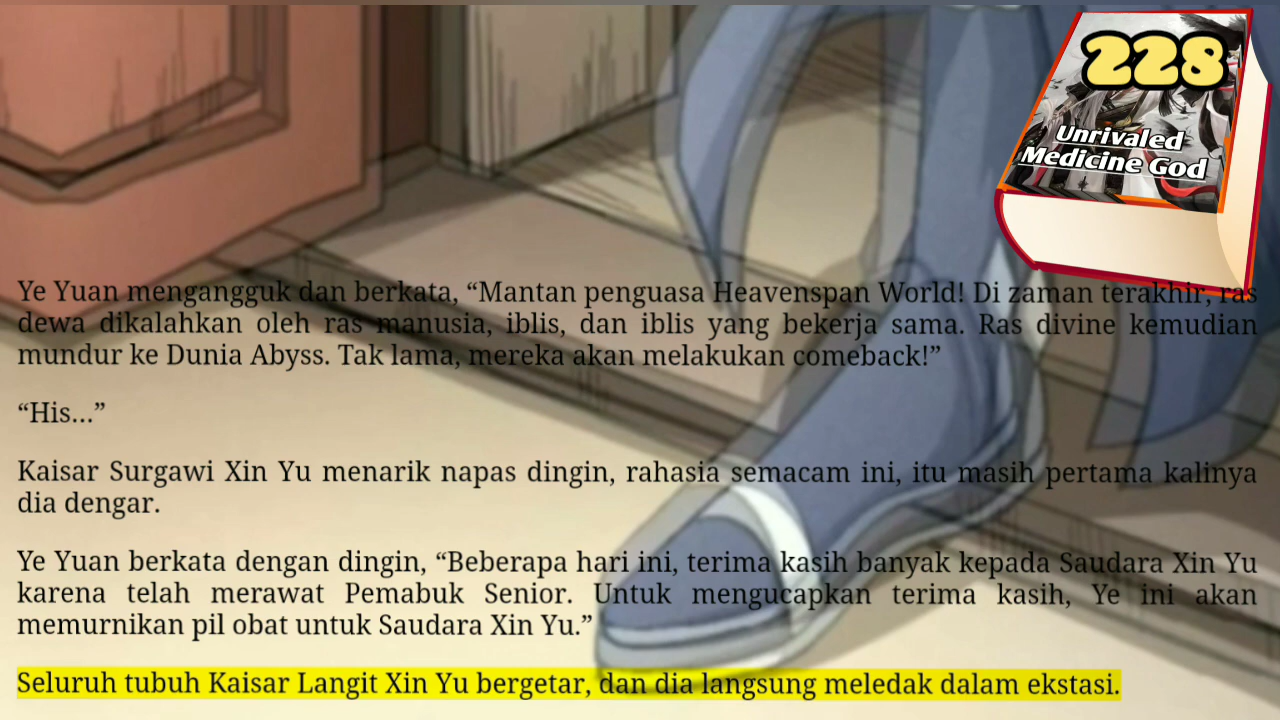 228
Unrivaled
Medicine God
Ye Yuan mengangguk dan berkata, “Mantan penguasa Heavenspan World! Di zaman terakhir, ras
dewa dikalahkan oleh ras manusia, iblis, dan iblis yang bekerja sama. Ras divine kemudian
mundur ke Dunia Abyss. Tak lama, mereka akan melakukan comeback!”
“His...”
Kaisar Surgawi Xin Yu menarik napas dingin, rahasia semacam ini, itu masih pertama kalinya
dia dengar.
Ye Yuan berkata dengan dingin, “Beberapa hari ini, terima kasih banyak kepada Saudara Xin Yu
karena telah merawat Pemabuk Senior. Untuk mengucapkan terima kasih, Ye ini akan
memurnikan pil obat untuk Saudara Xin Yu.”
Seluruh tubuh Kaisar Langit Xin Yu bergetar, dan dia langsung meledak dalam ekstasi.